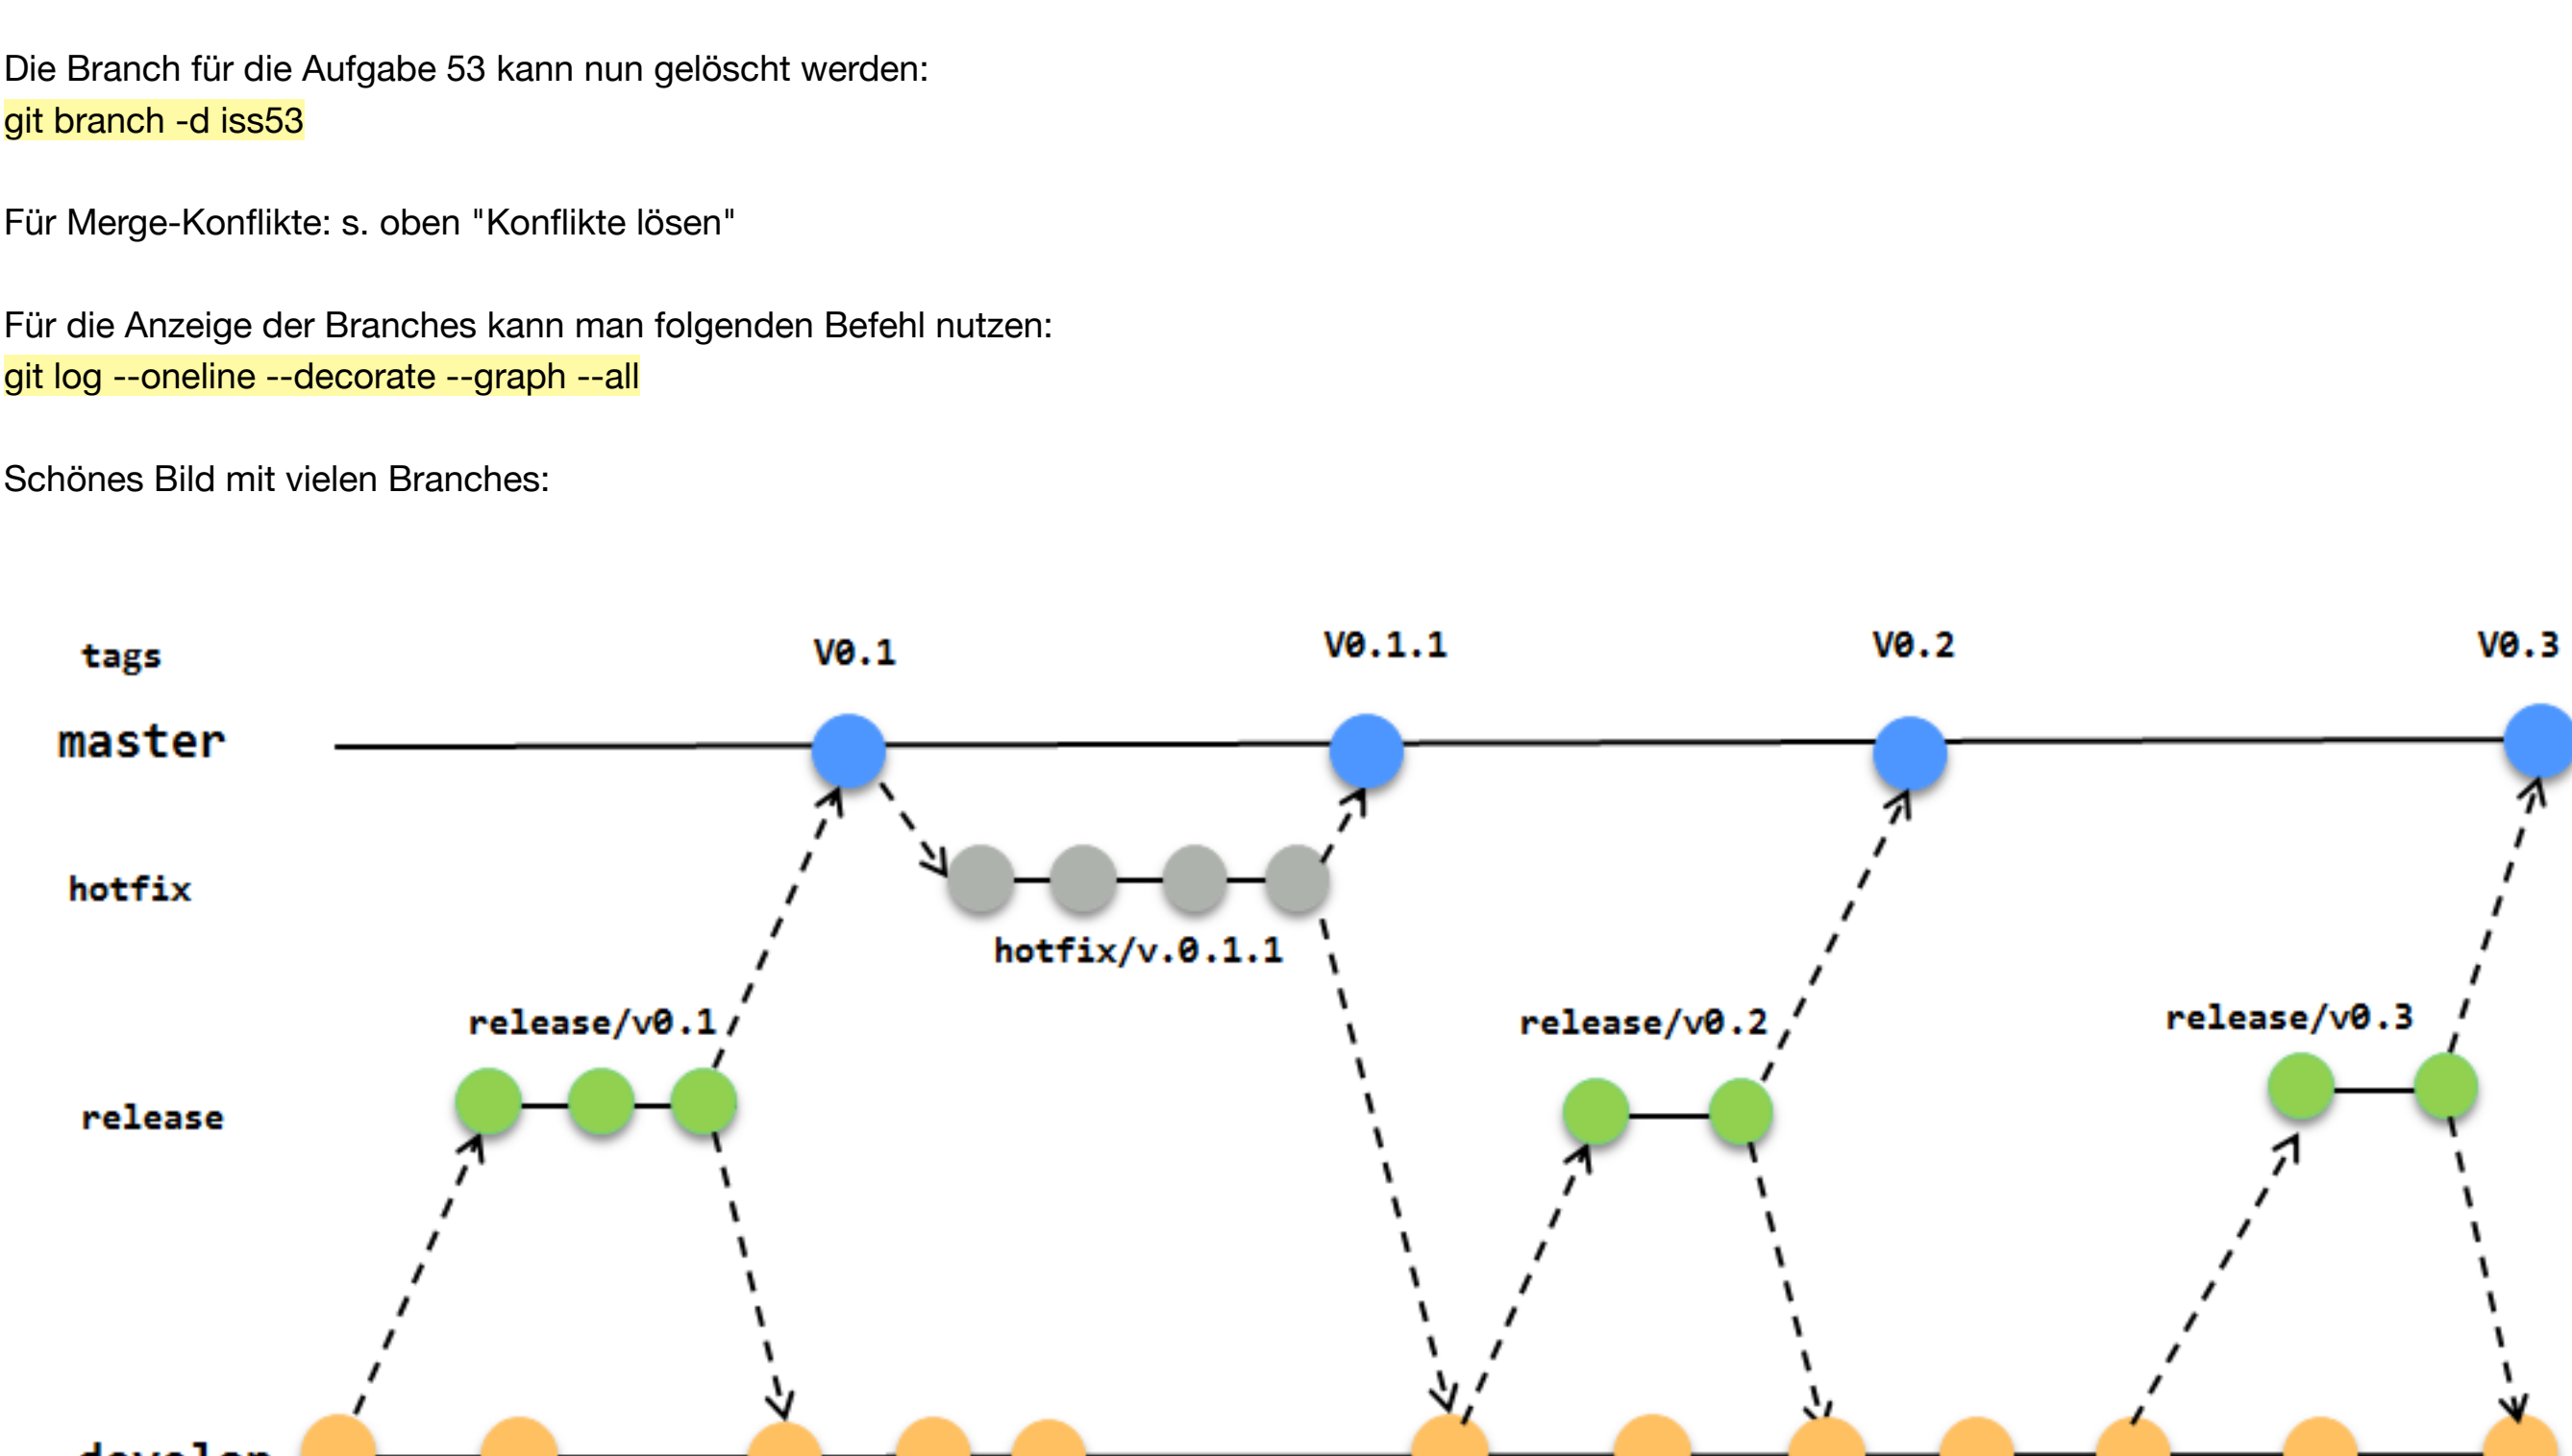 Die Branch für die Aufgabe 53 kann nun gelöscht werden:
git branch -d iss53
Für Merge-Konflikte: s. oben "Konflikte lösen"
Für die Anzeige der Branches kann man folgenden Befehl nutzen:
git log --oneline --decorate --graph --all
Schönes Bild mit vielen Branches:
tags V0.1 V0.1.1 V0.2 V0.3
master
hotfix
hotfix/v.0.1.1
release/v0.1 release/v0.2 release/v0.3
release
develop